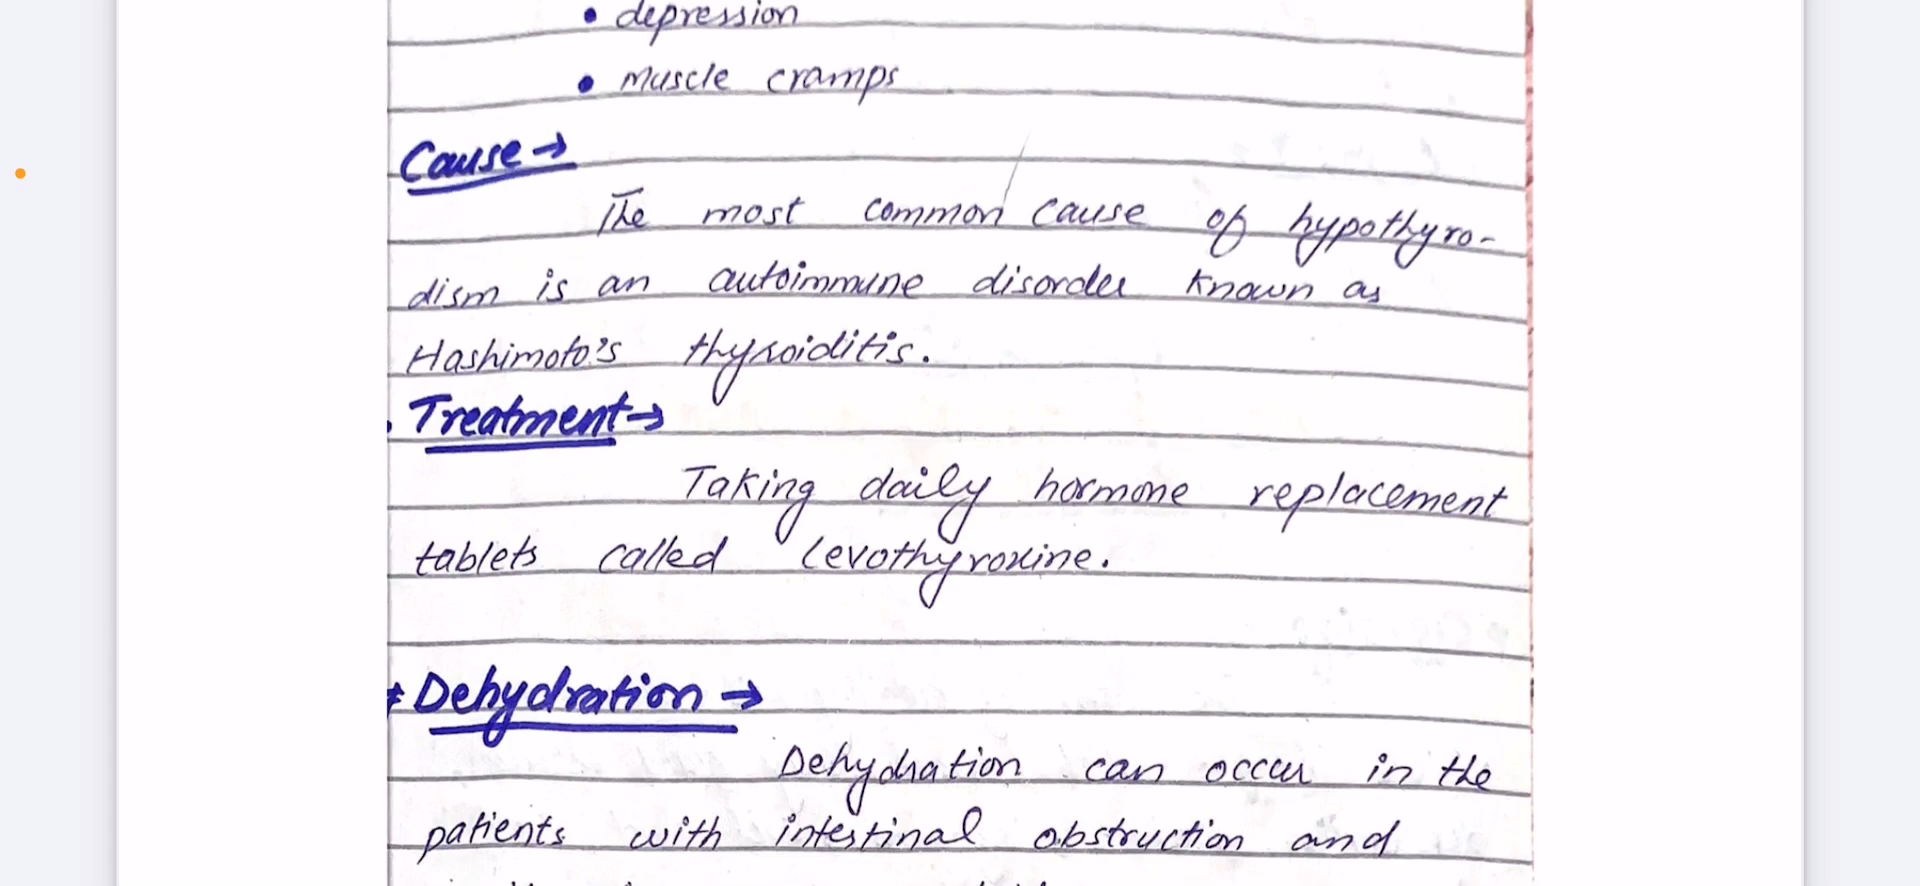 • depression
• muscle cramps
Cause →
The most common cause of hypothyro-
dism is an autoimmune disorder known as
Hashimoto's thyroiditis.
Treatment →
Taking daily hormone replacement
tablets called levothyroxine.
* Dehydration →
Dehydration can occur in the
patients with intestinal obstruction and